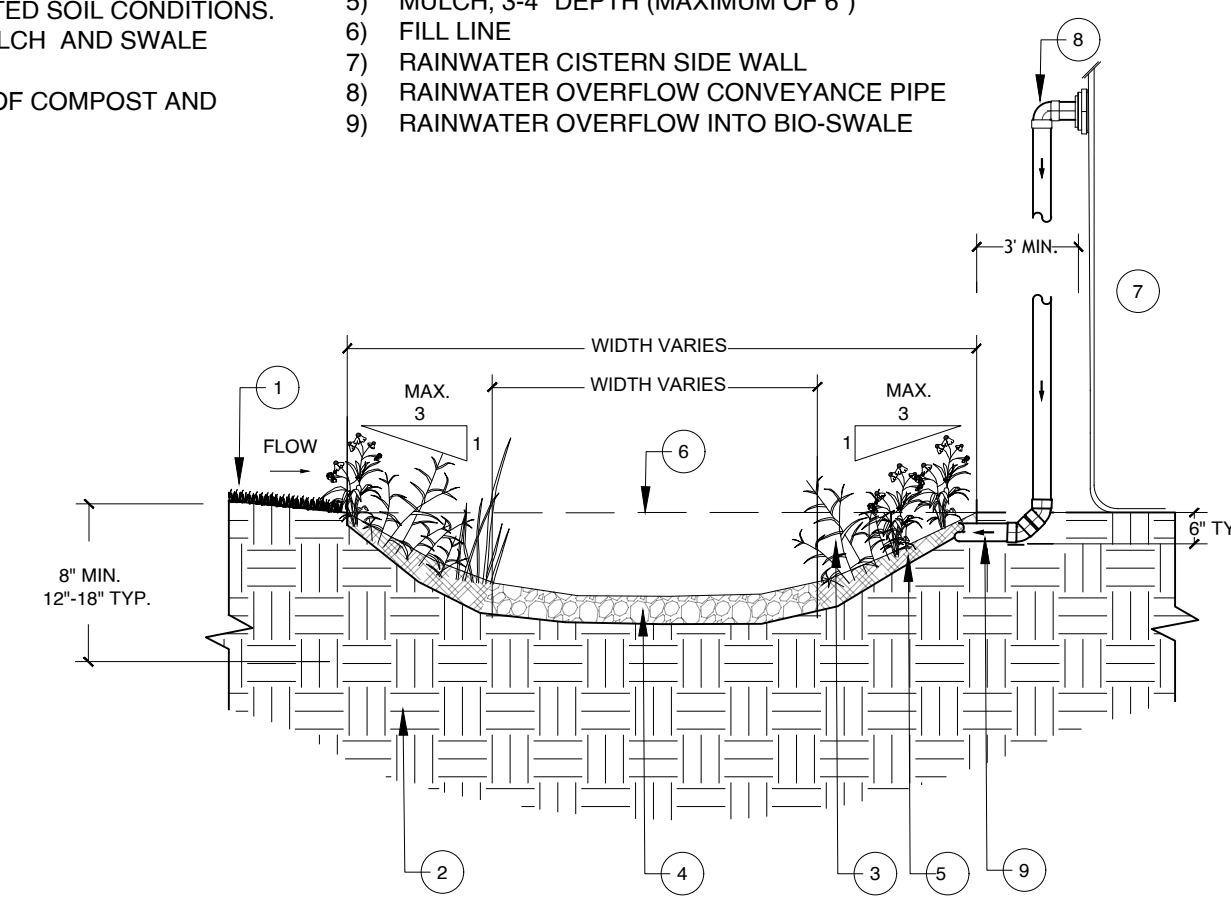 TED SOIL CONDITIONS.
LCH AND SWALE
OF COMPOST AND
5) MULCH, 3-4" DEPTH (MAXIMUM OF 6")
6) FILL LINE
7) RAINWATER CISTERN SIDE WALL
8) RAINWATER OVERFLOW CONVEYANCE PIPE
9) RAINWATER OVERFLOW INTO BIO-SWALE
8
3' MIN.
7
WIDTH VARIES
WIDTH VARIES
1
MAX.
3
1
MAX.
3
1
FLOW
6
6" TY
8" MIN.
12"-18" TYP.
2
4
3
5
9